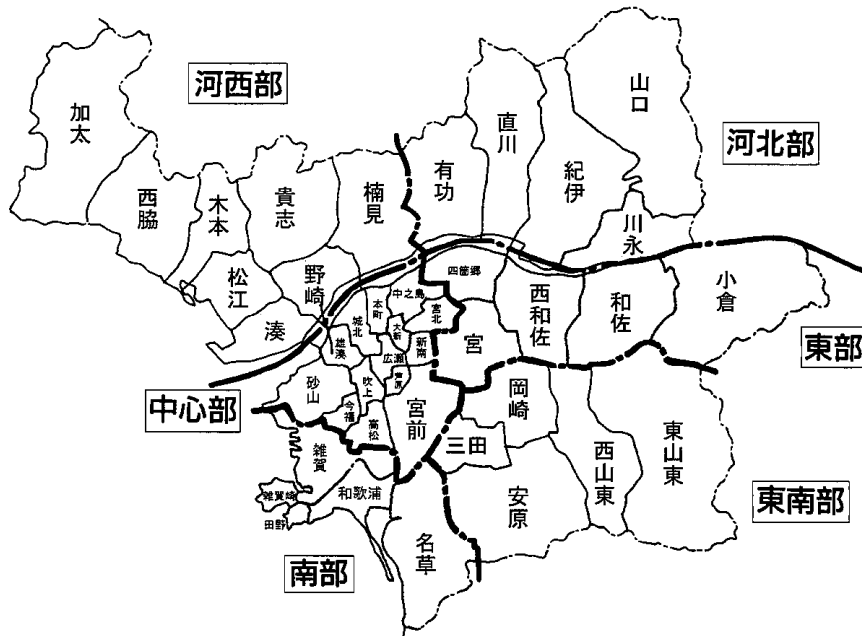 河西部
加太
西脇
木本
貴志
楠見
松江
野崎
湊
河北部
有功
直川
紀伊
山口
川永
東部
四箇郷
西和佐
和佐
小倉
宮
中心部
本町
中之島
城北
大新
宮北
雄湊
広瀬
新南
芦原
吹上
砂山
今福
高松
宮前
東南部
岡崎
三田
安原
西山東
東山東
南部
雑賀
雑賀崎
田野
和歌浦
名草